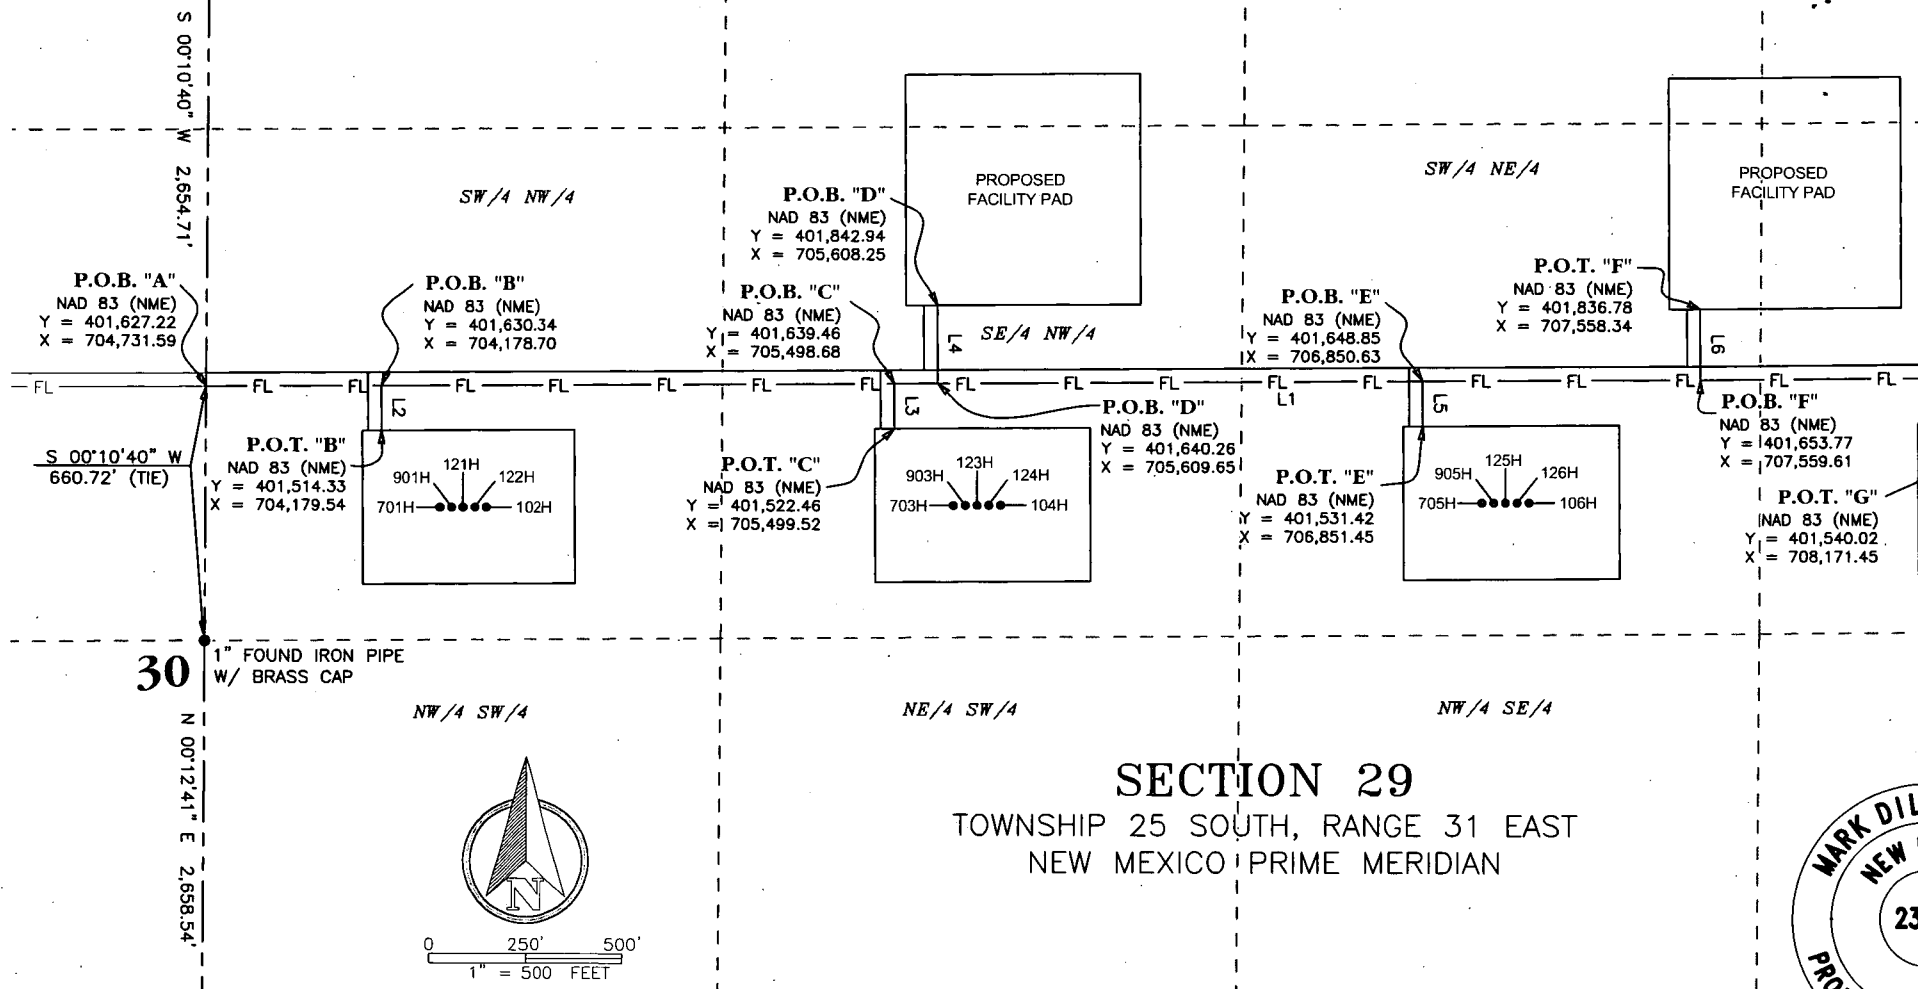 S 00°10'40" W 2,654.71'
SW/4 NW/4
P.O.B. "D"
NAD 83 (NME)
Y = 401,842.94
X = 705,608.25
PROPOSED
FACILITY PAD
SW/4 NE/4
PROPOSED
FACILITY PAD
P.O.B. "A"
NAD 83 (NME)
Y = 401,627.22
X = 704,731.59
P.O.B. "B"
NAD 83 (NME)
Y = 401,630.34
X = 704,178.70
P.O.B. "C"
NAD 83 (NME)
Y = 401,639.46
X = 705,498.68
L4
SE/4 NW/4
P.O.B. "E"
NAD 83 (NME)
Y = 401,648.85
X = 706,850.63
P.O.T. "F"
NAD 83 (NME)
Y = 401,836.78
X = 707,558.34
L6
FL FL FL FL FL FL FL FL FL FL FL FL FL FL FL FL FL
L1
L2
L3
L5
S 00°10'40" W
660.72' (TIE)
P.O.T. "B"
NAD 83 (NME)
Y = 401,514.33
X = 704,179.54
121H
901H 122H
701H 102H
P.O.T. "C"
NAD 83 (NME)
Y = 401,522.46
X = 705,499.52
123H
903H 124H
703H 104H
P.O.B. "D"
NAD 83 (NME)
Y = 401,640.26
X = 705,609.65
P.O.T. "E"
NAD 83 (NME)
Y = 401,531.42
X = 706,851.45
125H
905H 126H
705H 106H
P.O.B. "F"
NAD 83 (NME)
Y = 401,653.77
X = 707,559.61
P.O.T. "G"
NAD 83 (NME)
Y = 401,540.02
X = 708,171.45
30
1" FOUND IRON PIPE
W/ BRASS CAP
N 00°12'41" E 2,658.54'
NW/4 SW/4
NE/4 SW/4
NW/4 SE/4
N
0 250' 500'
1" = 500 FEET
SECTION 29
TOWNSHIP 25 SOUTH, RANGE 31 EAST
NEW MEXICO PRIME MERIDIAN
MARK DIL
NEW
23
PRO